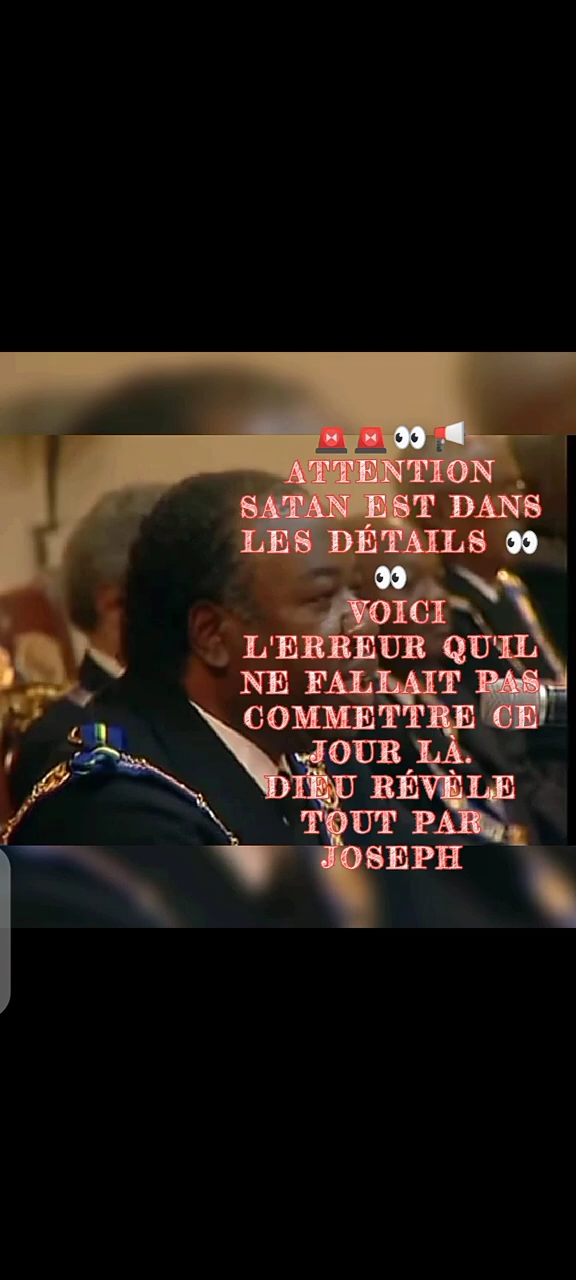 🚨🚨👀📢
ATTENTION
SATAN EST DANS
LES DÉTAILS 👀
👀
VOICI
L'ERREUR QU'IL
NE FALLAIT PAS
COMMETTRE CE
JOUR LÀ.
DIEU RÉVÈLE
TOUT PAR
JOSEPH